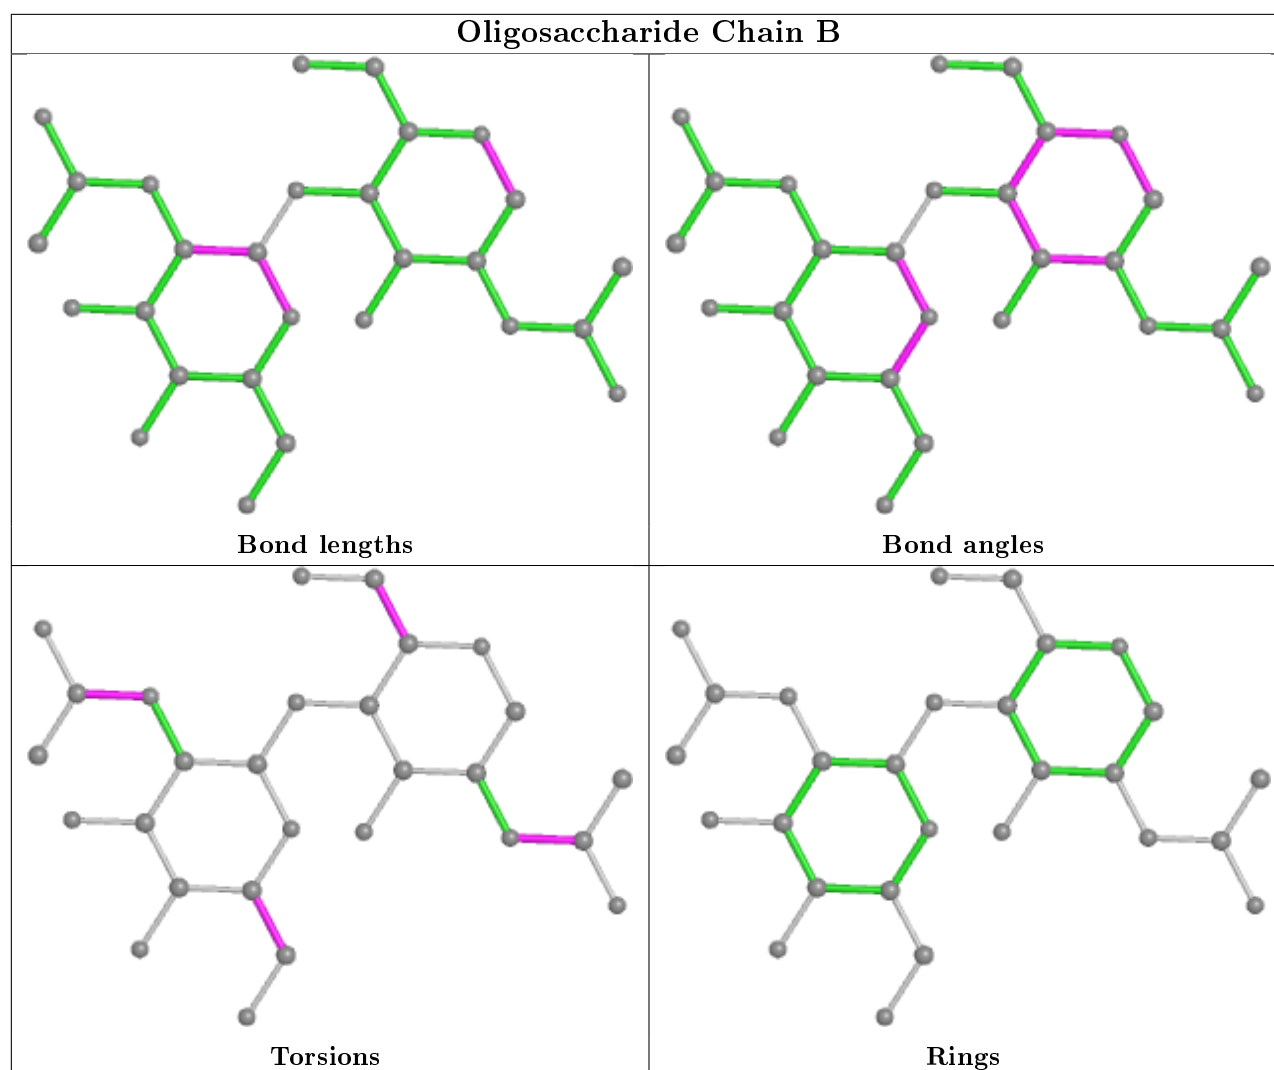 Oligosaccharide Chain B
Bond lengths
Bond angles
Torsions
Rings